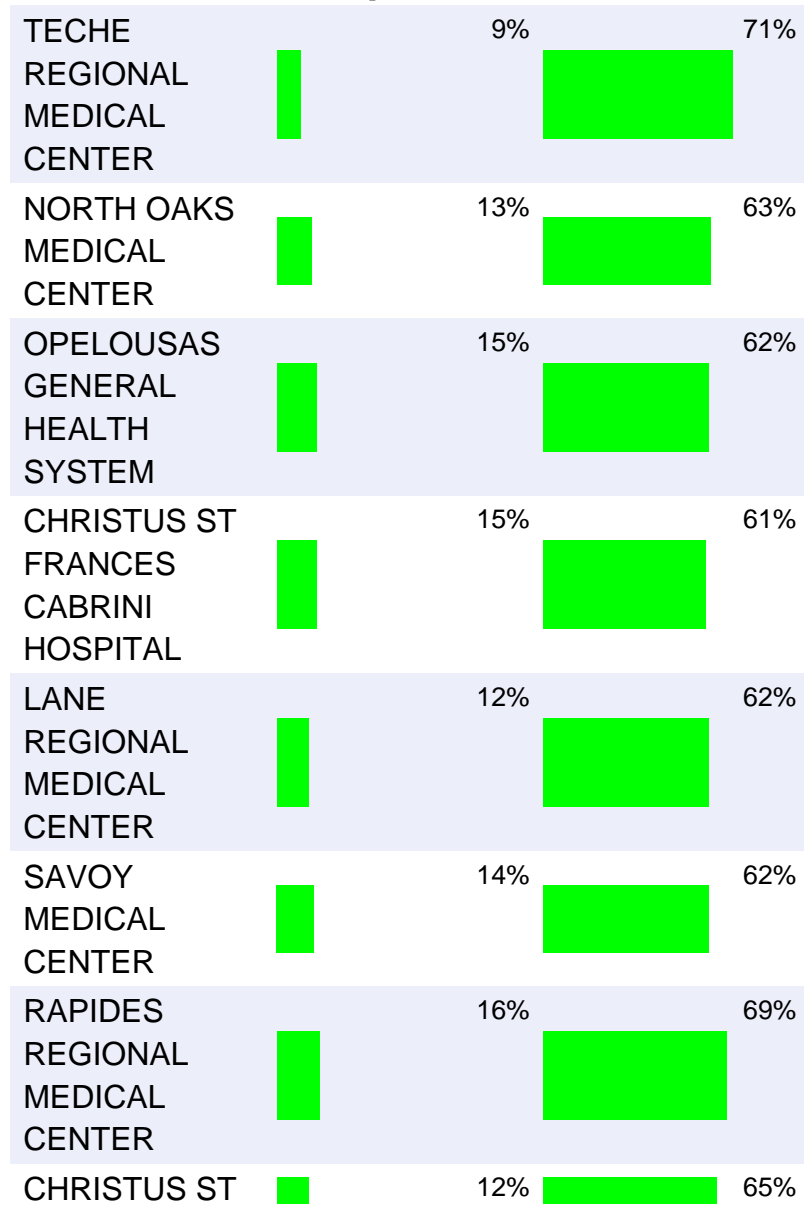 TECHE 9% 71%
REGIONAL
MEDICAL
CENTER
NORTH OAKS 13% 63%
MEDICAL
CENTER
OPELOUSAS 15% 62%
GENERAL
HEALTH
SYSTEM
CHRISTUS ST 15% 61%
FRANCES
CABRINI
HOSPITAL
LANE 12% 62%
REGIONAL
MEDICAL
CENTER
SAVOY 14% 62%
MEDICAL
CENTER
RAPIDES 16% 69%
REGIONAL
MEDICAL
CENTER
CHRISTUS ST 12% 65%